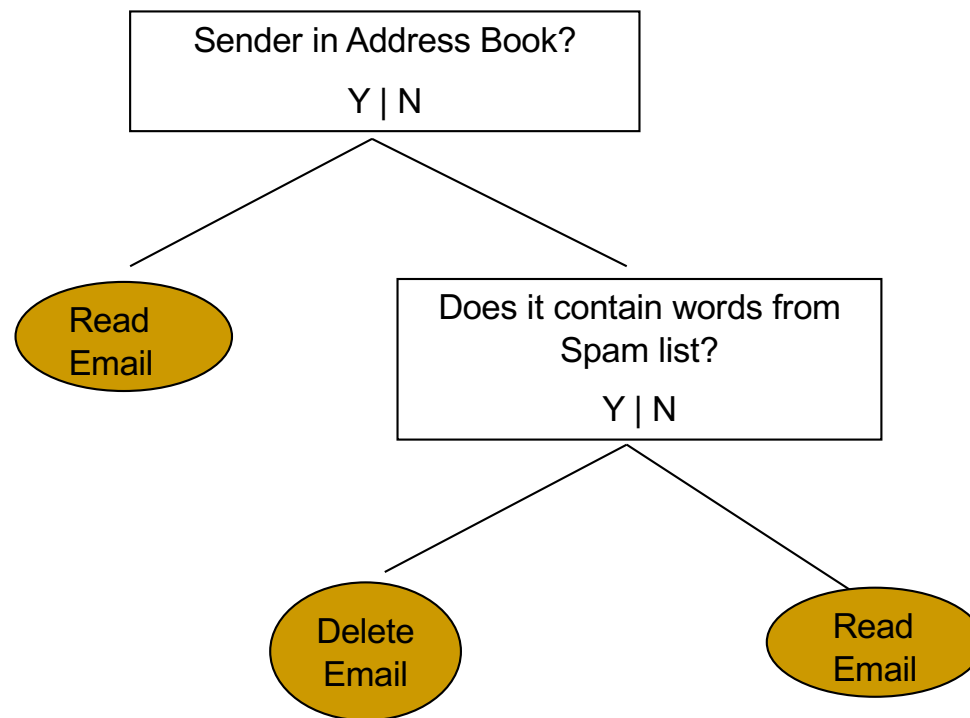 Sender in Address Book?
Y | N
Read
Email
Does it contain words from
Spam list?
Y | N
Delete
Email
Read
Email